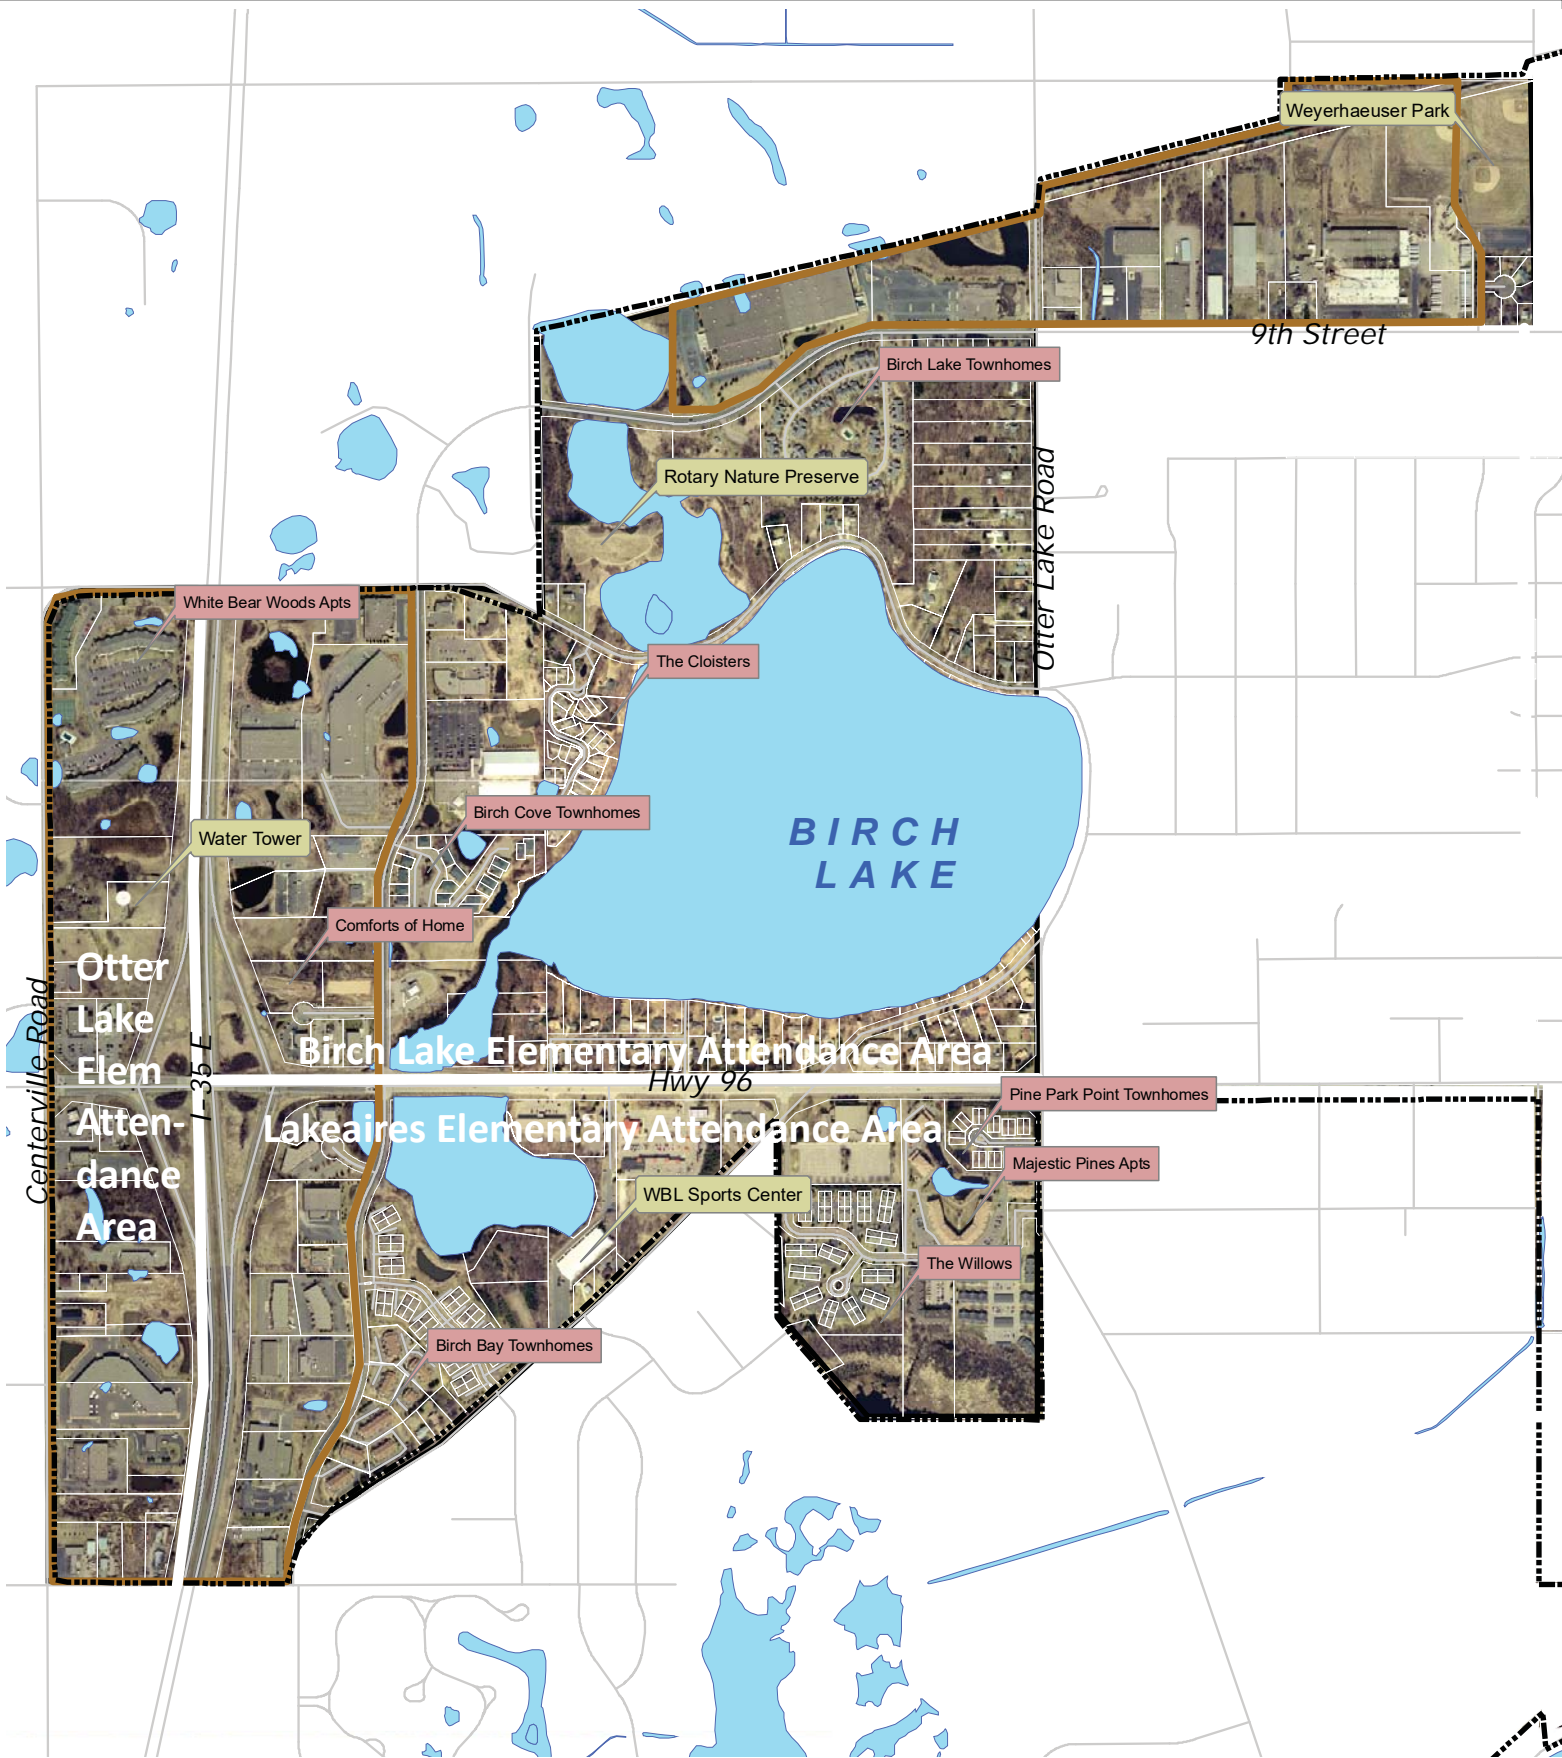 Weyerhaeuser Park
9th Street
Birch Lake Townhomes
Rotary Nature Preserve
Otter Lake Road
White Bear Woods Apts
The Cloisters
Birch Cove Townhomes
BIRCH
LAKE
Water Tower
Comforts of Home
Otter
Lake
Elem
Atten-
dance
Area
Centerville Road
I-35 E
Birch Lake Elementary Attendance Area
Hwy 96
Pine Park Point Townhomes
Lakeaires Elementary Attendance Area
Majestic Pines Apts
WBL Sports Center
The Willows
Birch Bay Townhomes